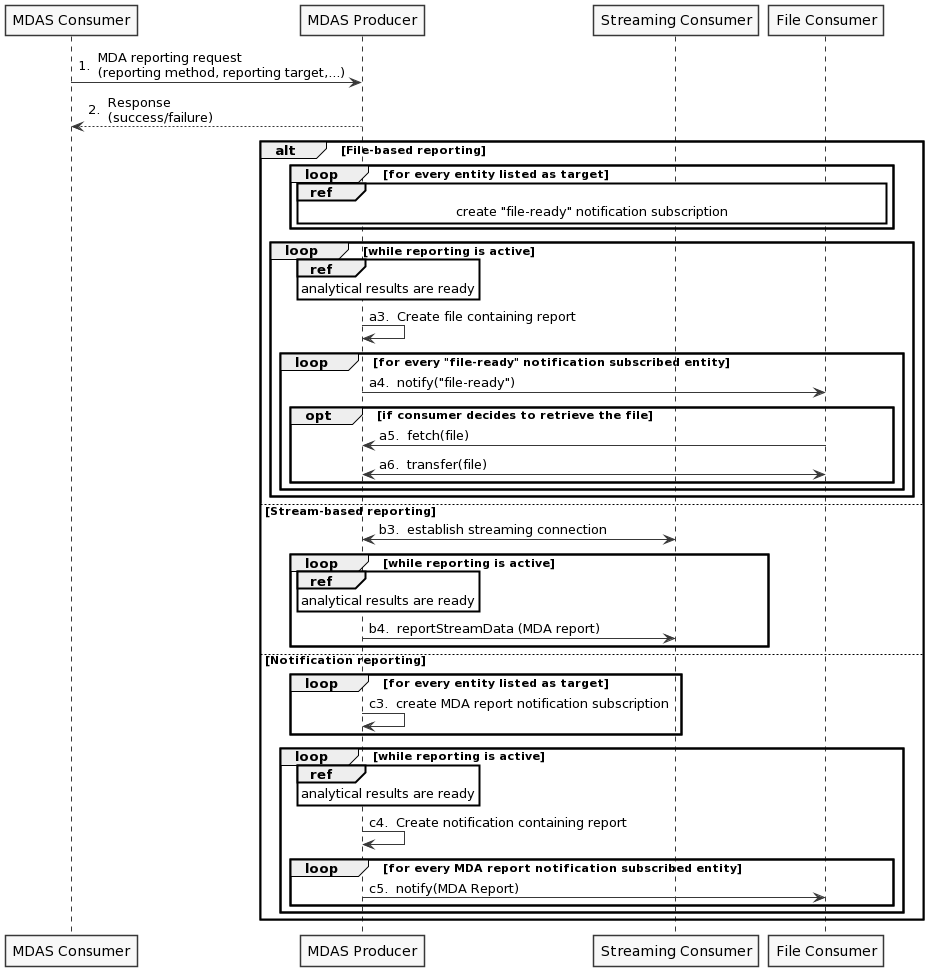 MDAS Consumer
MDAS Producer
Streaming Consumer
File Consumer
1. MDA reporting request
(reporting method, reporting target,...)
2. Response
(success/failure)
alt [File-based reporting]
loop [for every entity listed as target]
ref
create "file-ready" notification subscription
loop [while reporting is active]
ref
analytical results are ready
a3. Create file containing report
loop [for every "file-ready" notification subscribed entity]
a4. notify("file-ready")
opt [if consumer decides to retrieve the file]
a5. fetch(file)
a6. transfer(file)
[Stream-based reporting]
b3. establish streaming connection
loop [while reporting is active]
ref
analytical results are ready
b4. reportStreamData (MDA report)
[Notification reporting]
loop [for every entity listed as target]
c3. create MDA report notification subscription
loop [while reporting is active]
ref
analytical results are ready
c4. Create notification containing report
loop [for every MDA report notification subscribed entity]
c5. notify(MDA Report)
MDAS Consumer
MDAS Producer
Streaming Consumer
File Consumer